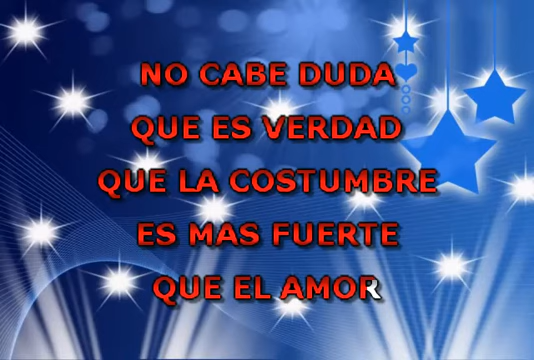 NO CABE DUDA
QUE ES VERDAD
QUE LA COSTUMBRE
ES MAS FUERTE
QUE EL AMOR